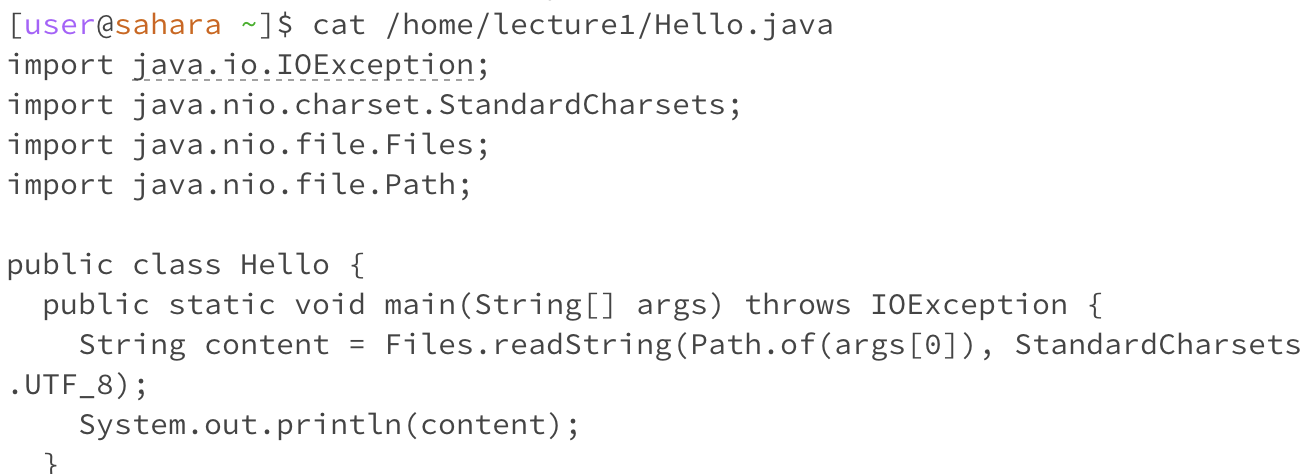 [user@sahara ~]$ cat /home/lecture1/Hello.java
import java.io.IOException;
import java.nio.charset.StandardCharsets;
import java.nio.file.Files;
import java.nio.file.Path;

public class Hello {
  public static void main(String[] args) throws IOException {
    String content = Files.readString(Path.of(args[0]), StandardCharsets
.UTF_8);
    System.out.println(content);
  }